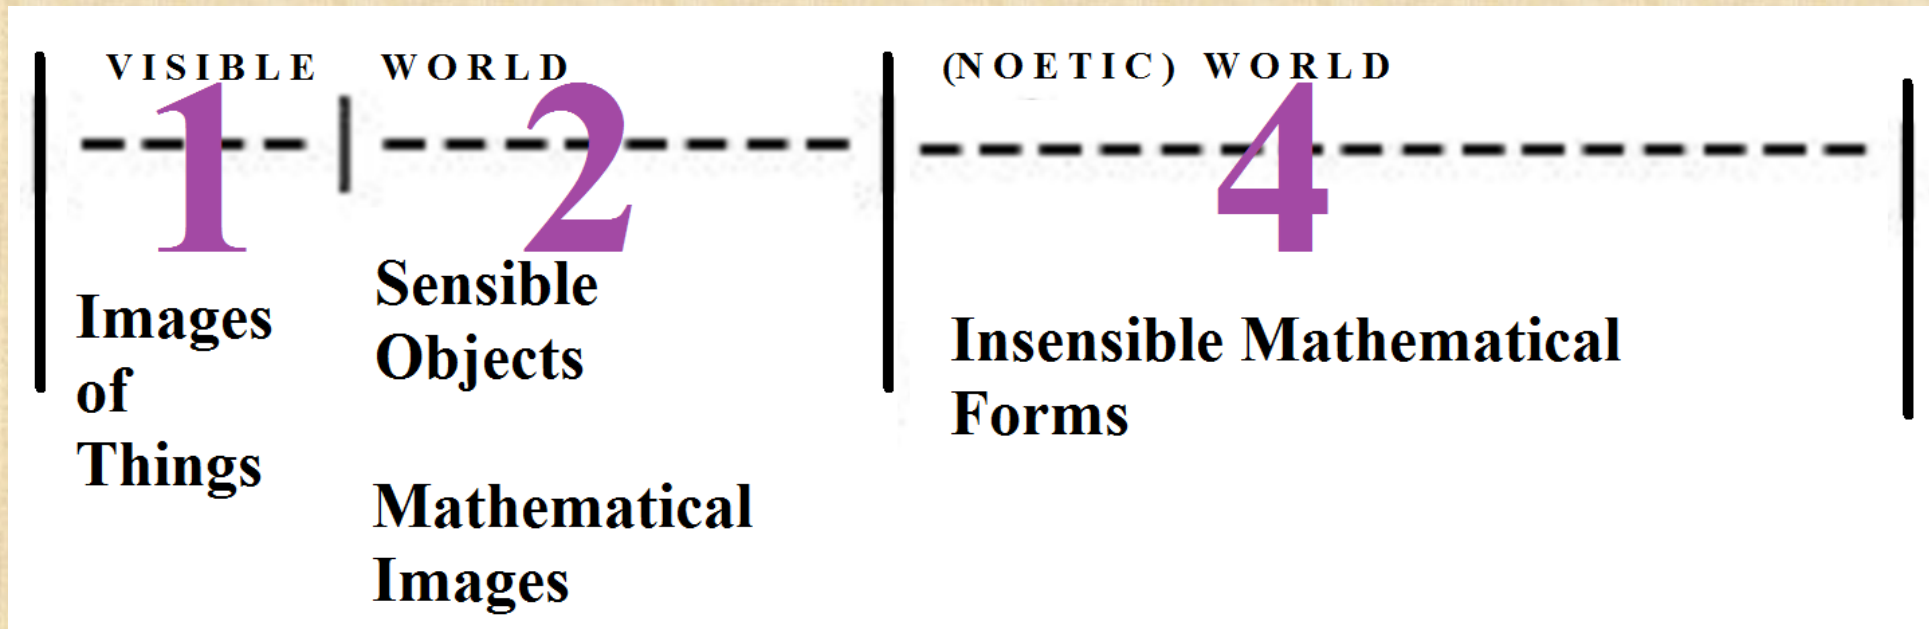 VISIBLE WORLD
(NOETIC) WORLD
1
2
4
Images
of
Things
Sensible
Objects
Mathematical
Images
Insensible Mathematical
Forms